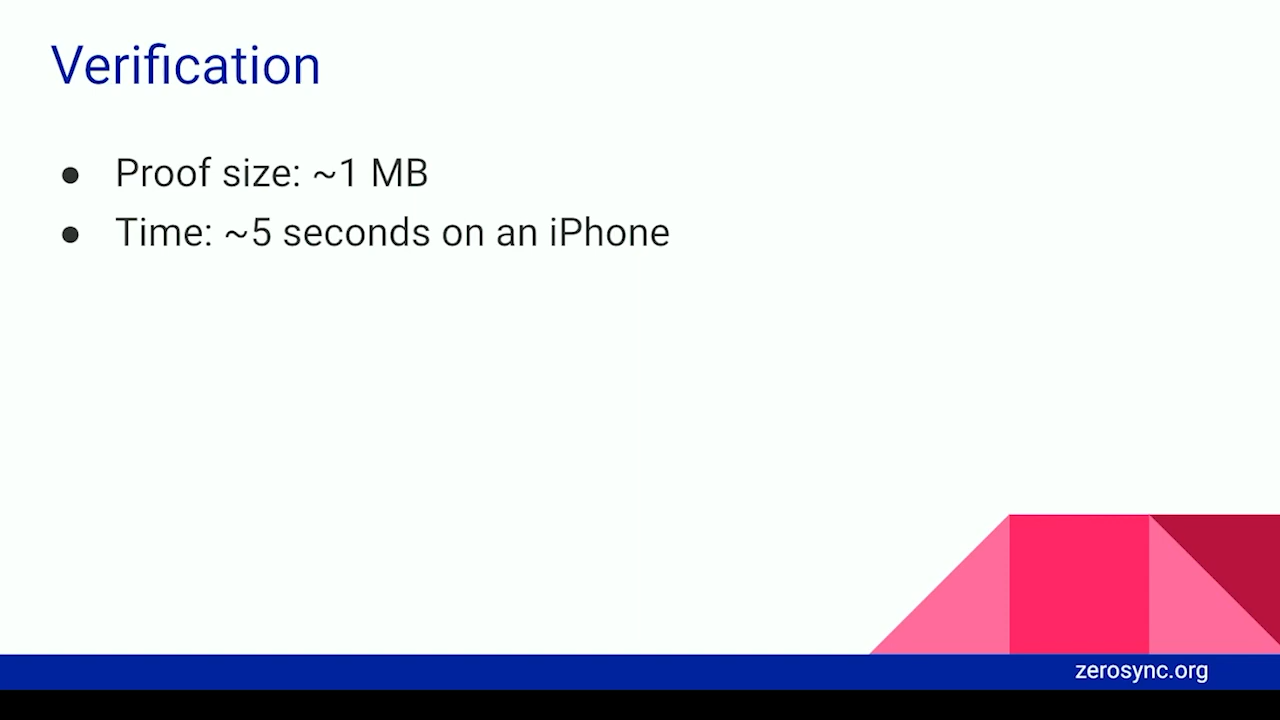 Verification
● Proof size: ~1 MB
● Time: ~5 seconds on an iPhone
zerosync.org